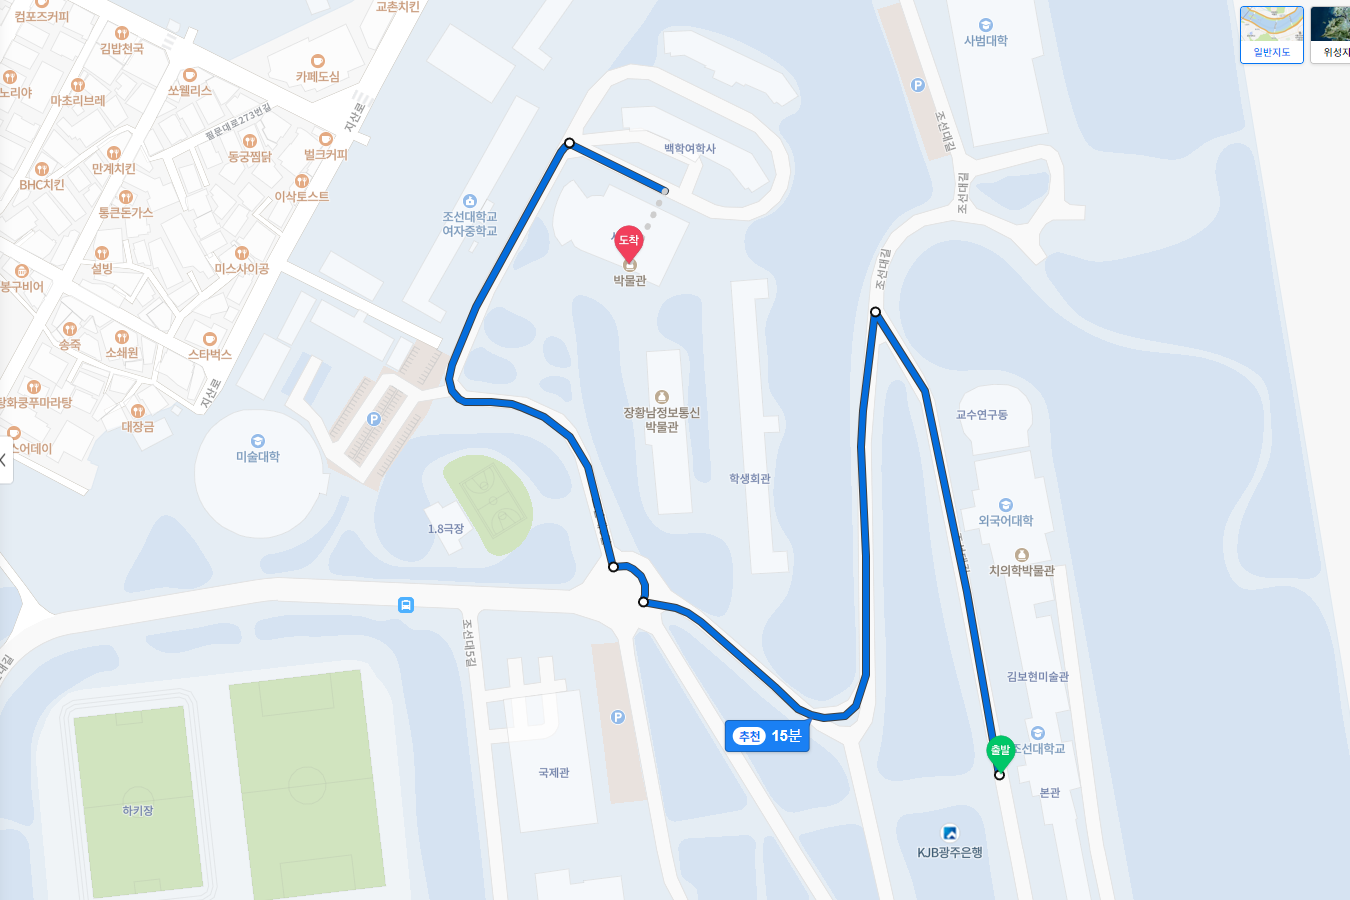 컴포즈커피
교촌치킨
김밥천국
카페도심
쏘웰리스
노리야
마초리브레
필문대로273번길
지산로
동궁찜닭
벌크커피
만계치킨
BHC치킨
이삭토스트
통큰돈가스
설빙
미스사이공
봉구비어
송죽
소쇄원
스타벅스
탕화쿵푸마라탕
지산로
대장금
스어데이
조선대학교
여자중학교
백학여학사
도착
박물관
사범대학
일반지도
위성지
조선대길
조선대길
조선대길
장황남정보통신
박물관
미술대학
교수연구동
학생회관
1.8극장
외국어대학
치의학박물관
조선대5길
김보현미술관
추천 15분
출발
조선대학교
본관
국제관
하키장
KJB광주은행